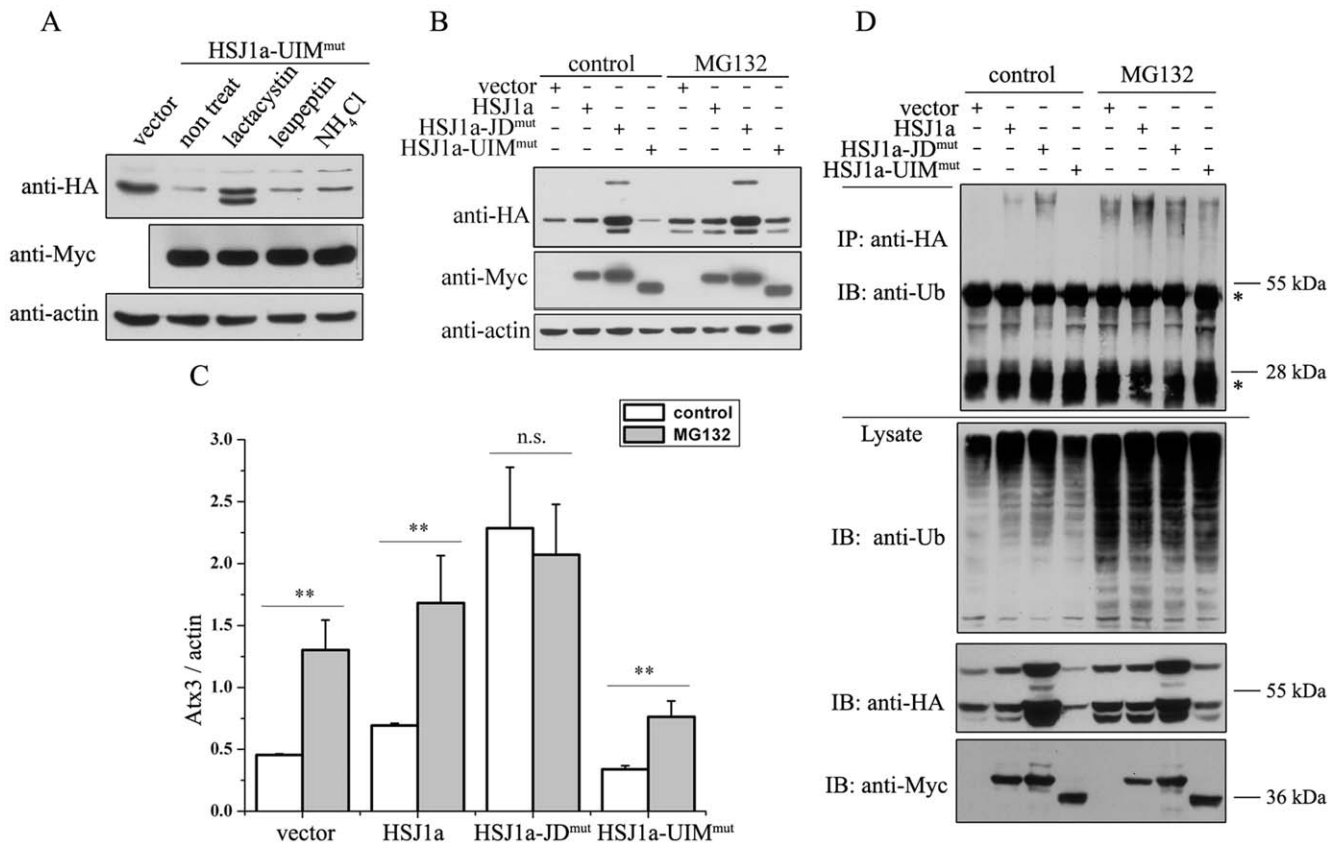 A
HSJ1a-UIMmut
vector
non treat
lactacystin
leupeptin
NH4Cl
anti-HA
anti-Myc
anti-actin
B
control MG132
vector + − − − + − − −
HSJ1a − + − − − + − −
HSJ1a-JDmut − − + − − − + −
HSJ1a-UIMmut − − − + − − − +
anti-HA
anti-Myc
anti-actin
C
control
MG132
Atx3 / actin
3.0
2.5
2.0
1.5
1.0
0.5
0.0
**
**
n.s.
**
vector HSJ1a HSJ1a-JDmut HSJ1a-UIMmut
D
control MG132
vector + − − − + − − −
HSJ1a − + − − − + − −
HSJ1a-JDmut − − + − − − + −
HSJ1a-UIMmut − − − + − − − +
IP: anti-HA
IB: anti-Ub
55 kDa
*
28 kDa
*
Lysate
IB: anti-Ub
IB: anti-HA
55 kDa
IB: anti-Myc
36 kDa